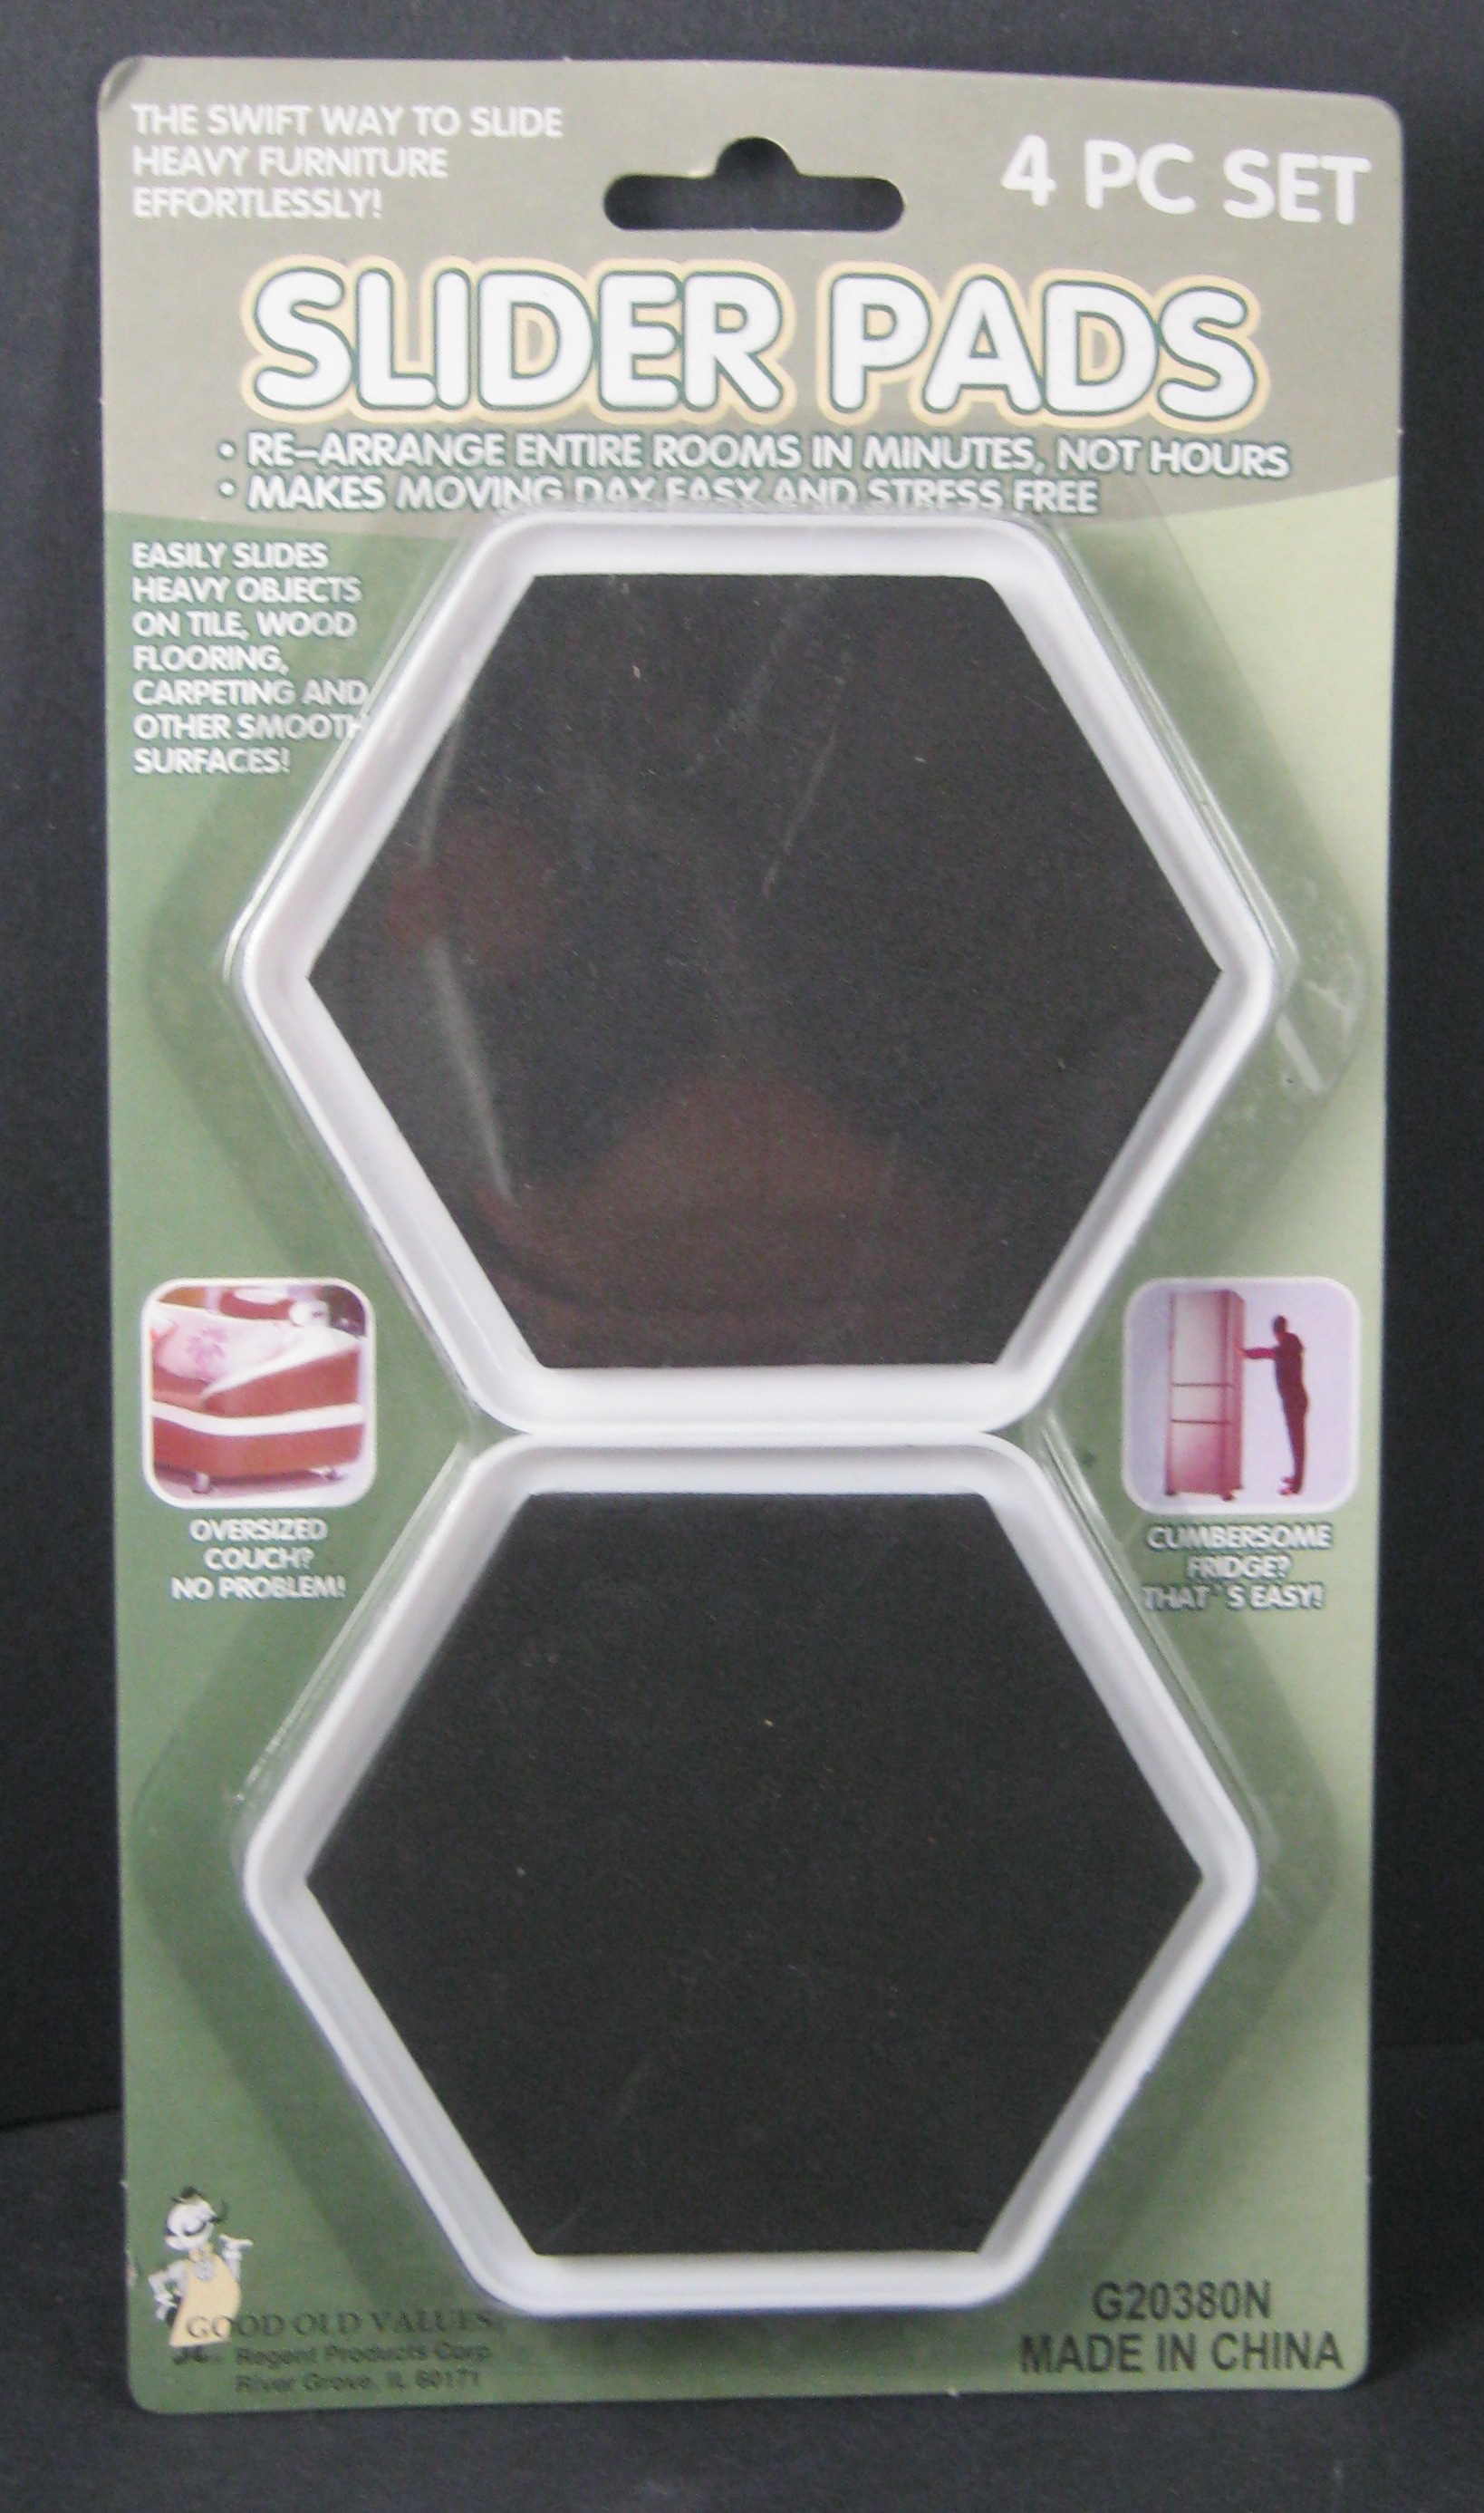 THE SWIFT WAY TO SLIDE
HEAVY FURNITURE
EFFORTLESSLY!
4 PC SET
SLIDER PADS
• RE-ARRANGE ENTIRE ROOMS IN MINUTES, NOT HOURS
• MAKES MOVING DAY EASY AND STRESS FREE
EASILY SLIDES
HEAVY OBJECTS
ON TILE, WOOD
FLOORING,
CARPETING AND
OTHER SMOOTH
SURFACES!
OVERSIZED
COUCH?
NO PROBLEM!
CUMBERSOME
FRIDGE?
THAT`S EASY!
GOOD OLD VALUES
Regent Products Corp
River Grove, IL 60171
G20380N
MADE IN CHINA